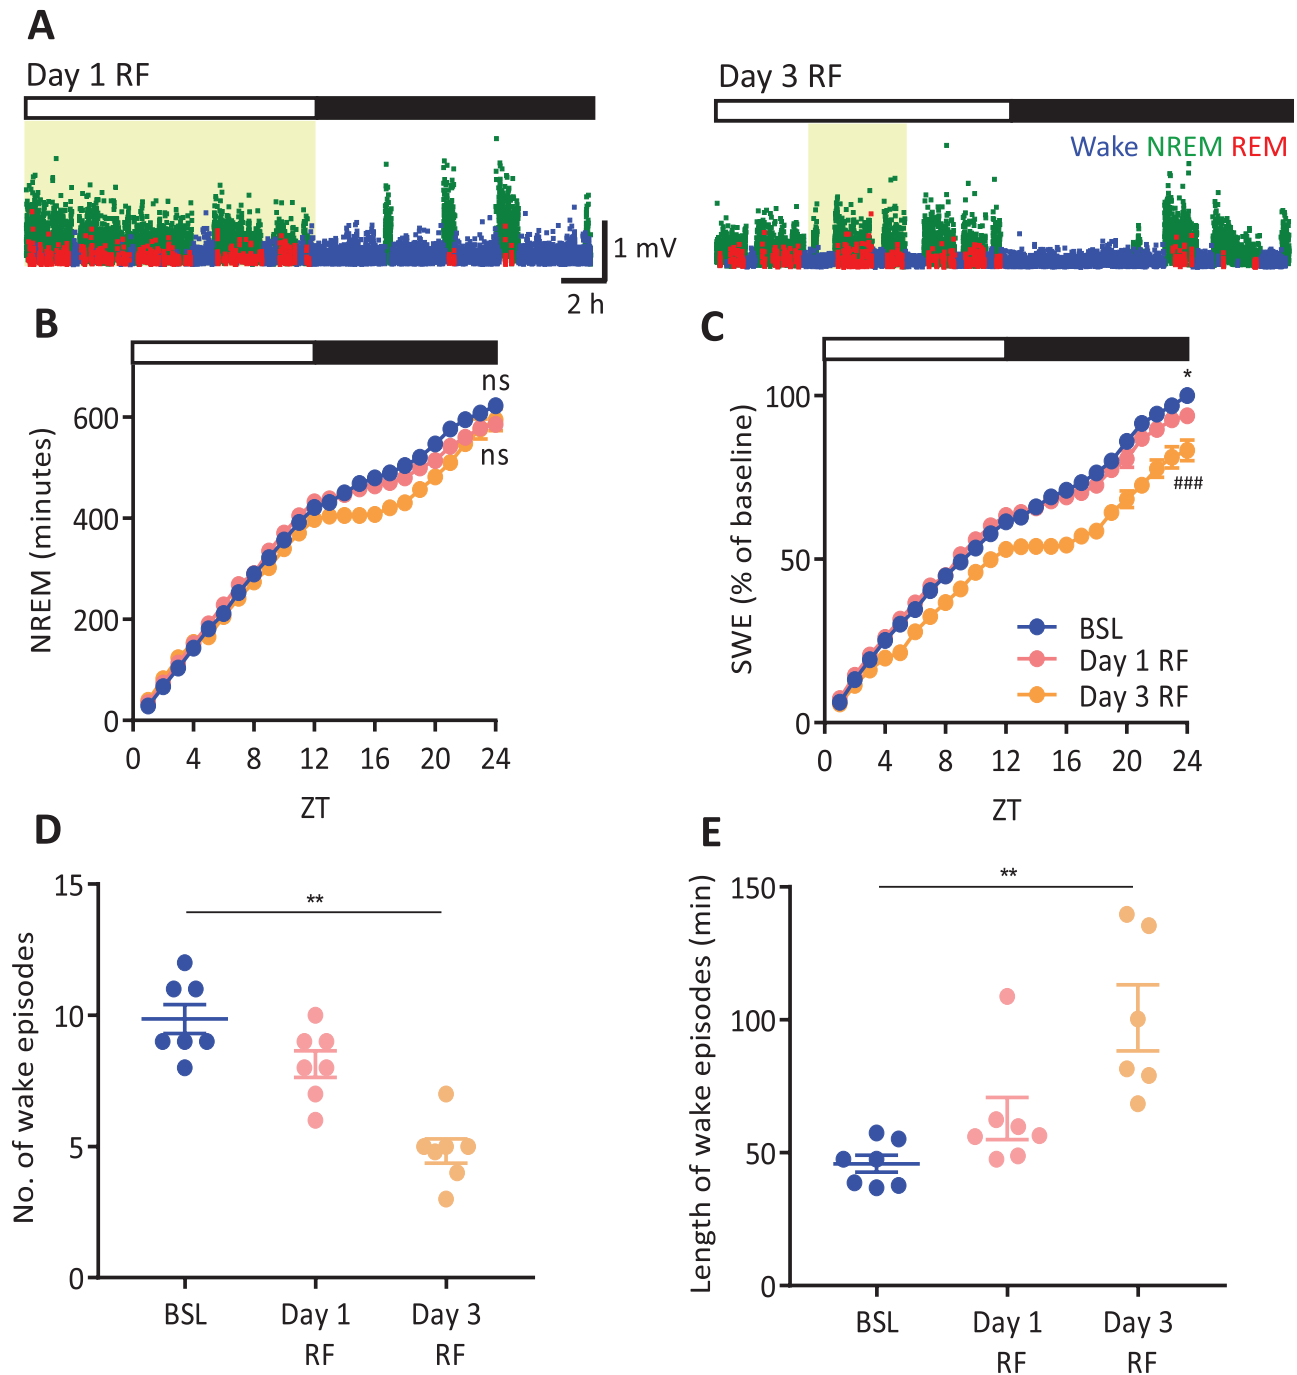 A
Day 1 RF
Day 3 RF
Wake NREM REM
1 mV
2 h
B
ns
ns
600
400
200
0
NREM (minutes)
0 4 8 12 16 20 24
ZT
C
*
###
100
50
0
SWE (% of baseline)
BSL
Day 1 RF
Day 3 RF
0 4 8 12 16 20 24
ZT
D
**
15
10
5
0
No. of wake episodes
BSL Day 1 Day 3
RF RF
E
**
150
100
50
0
Length of wake episodes (min)
BSL Day 1 Day 3
RF RF